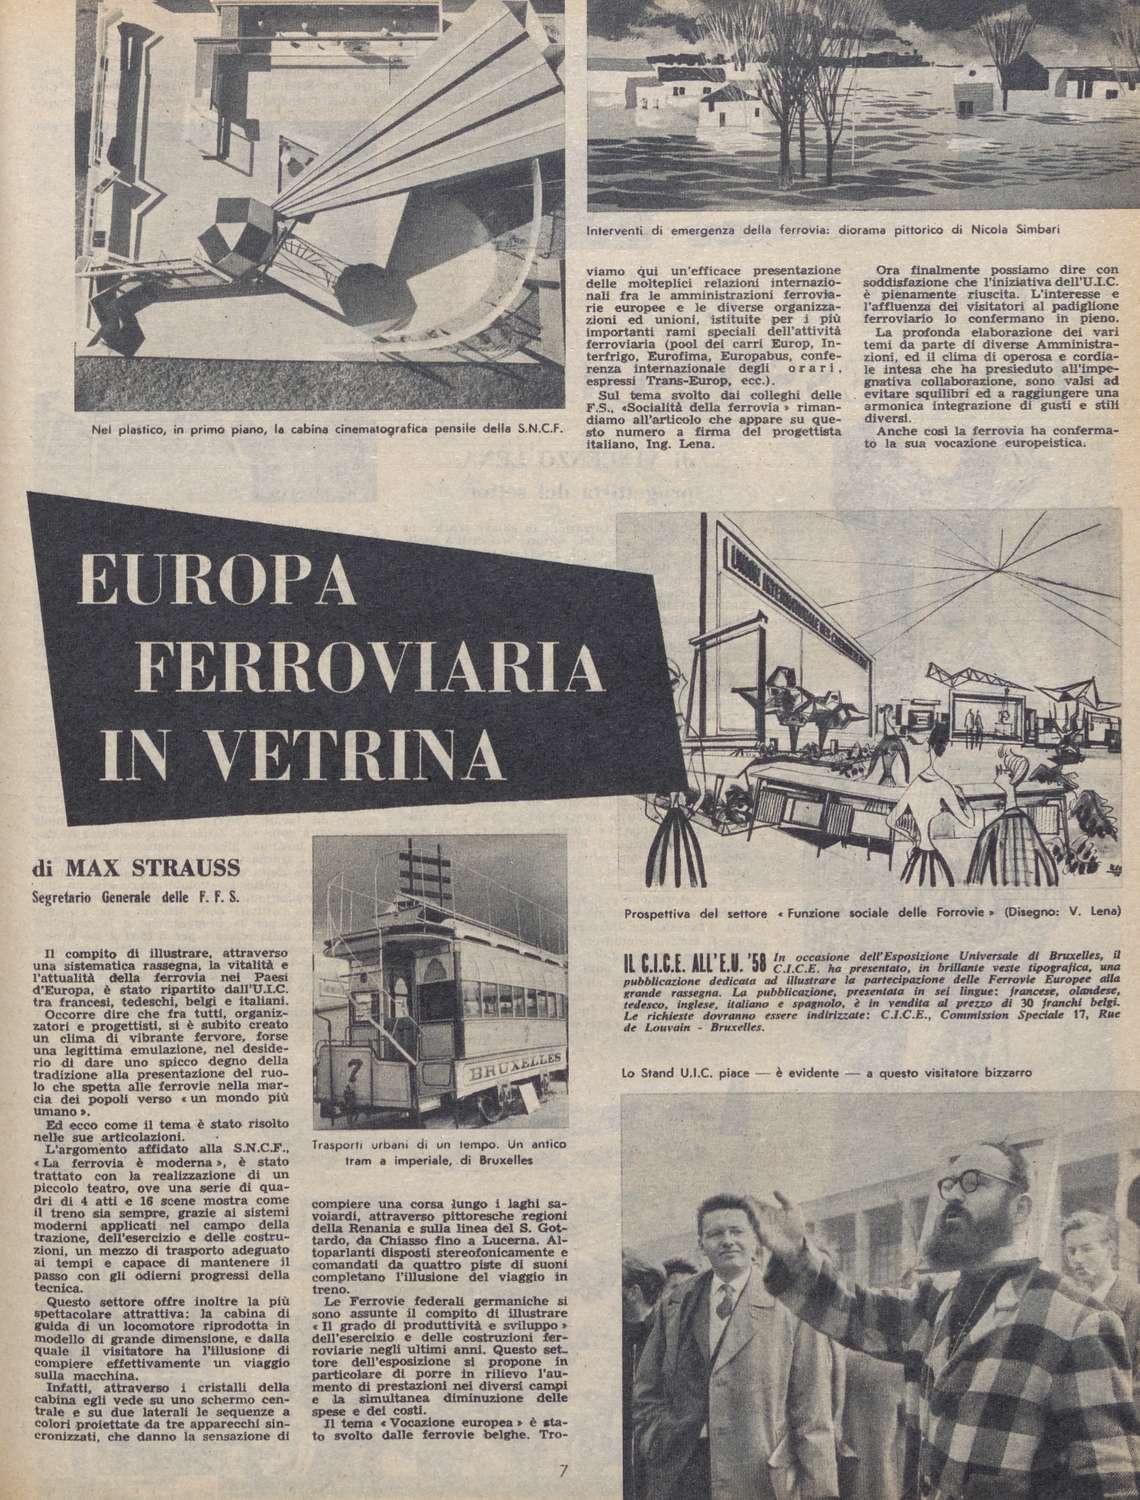 Nel plastico, in primo piano, la cabina cinematografica pensile della S.N.C.F.
Interventi di emergenza della ferrovia: diorama pittorico di Nicola Simbari
EUROPA
FERROVIARIA
IN VETRINA
di MAX STRAUSS
Segretario Generale delle F. F. S.
Il compito di illustrare, attraverso
una sistematica rassegna, la vitalità e
l'attualità della ferrovia nei Paesi
d'Europa, è stato ripartito dall'U.I.C.
tra francesi, tedeschi, belgi e italiani.
Occorre dire che fra tutti, organiz-
zatori e progettisti, si è subito creato
un clima di vibrante fervore, forse
una legittima emulazione, nel deside-
rio di dare uno spicco degno della
tradizione alla presentazione del ruo-
lo che spetta alle ferrovie nella mar-
cia dei popoli verso « un mondo più
umano ».
Ed ecco come il tema è stato risolto
nelle sue articolazioni.
L'argomento affidato alla S.N.C.F.,
« La ferrovia è moderna », è stato
trattato con la realizzazione di un
piccolo teatro, ove una serie di qua-
dri di 4 atti e 16 scene mostra come
il treno sia sempre, grazie ai sistemi
moderni applicati nel campo della
trazione, dell'esercizio e delle costru-
zioni, un mezzo di trasporto adeguato
ai tempi e capace di mantenere il
passo con gli odierni progressi della
tecnica.
Questo settore offre inoltre la più
spettacolare attrattiva: la cabina di
guida di un locomotore riprodotta in
modello di grande dimensione, e dalla
quale il visitatore ha l'illusione di
compiere effettivamente un viaggio
sulla macchina.
Infatti, attraverso i cristalli della
cabina egli vede su uno schermo cen-
trale e su due laterali le sequenze a
colori proiettate da tre apparecchi sin-
cronizzati, che danno la sensazione di
7
BRUXELLES
Trasporti urbani di un tempo. Un antico
tram a imperiale, di Bruxelles
compiere una corsa lungo i laghi sa-
voiardi, attraverso pittoresche regioni
della Renania e sulla linea del S. Got-
tardo, da Chiasso fino a Lucerna. Al-
toparlanti disposti stereofonicamente e
comandati da quattro piste di suoni
completano l'illusione del viaggio in
treno.
Le Ferrovie federali germaniche si
sono assunte il compito di illustrare
« Il grado di produttività e sviluppo »
dell'esercizio e delle costruzioni fer-
roviarie negli ultimi anni. Questo set-
tore dell'esposizione si propone in
particolare di porre in rilievo l'au-
mento di prestazioni nei diversi campi
e la simultanea diminuzione delle
spese e dei costi.
Il tema « Vocazione europea » è sta-
to svolto dalle ferrovie belghe. Tro-
viamo qui un'efficace presentazione
delle molteplici relazioni internazio-
nali fra le amministrazioni ferrovia-
rie europee e le diverse organizza-
zioni ed unioni, istituite per i più
importanti rami speciali dell'attività
ferroviaria (pool dei carri Europ, In-
terfrigo, Eurofima, Europabus, confe-
renza internazionale degli orari,
espressi Trans-Europ, ecc.).
Sul tema svolto dai colleghi delle
F.S., «Socialità della ferrovia » riman-
diamo all'articolo che appare su que-
sto numero a firma del progettista
italiano, Ing. Lena.
Ora finalmente possiamo dire con
soddisfazione che l'iniziativa dell'U.I.C.
è pienamente riuscita. L'interesse e
l'affluenza dei visitatori al padiglione
ferroviario lo confermano in pieno.
La profonda elaborazione dei vari
temi da parte di diverse Amministra-
zioni, ed il clima di operosa e cordia-
le intesa che ha presieduto all'impe-
gnativa collaborazione, sono valsi ad
evitare squilibri ed a raggiungere una
armonica integrazione di gusti e stili
diversi.
Anche così la ferrovia ha conferma-
to la sua vocazione europeistica.
UNION INTERNATIONALE DES CHEMINS DE FER
Prospettiva del settore « Funzione sociale delle Forrovie » (Disegno: V. Lena)
IL C.I.C.E. ALL'E.U. '58 In occasione dell'Esposizione Universale di Bruxelles, il
C.I.C.E. ha presentato, in brillante veste tipografica, una
pubblicazione dedicata ad illustrare la partecipazione delle Ferrovie Europee alla
grande rassegna. La pubblicazione, presentata in sei lingue: francese, olandese,
tedesco, inglese, italiano e spagnolo, è in vendita al prezzo di 30 franchi belgi.
Le richieste dovranno essere indirizzate: C.I.C.E., Commission Speciale 17, Rue
de Louvain - Bruxelles.
Lo Stand U.I.C. piace — è evidente — a questo visitatore bizzarro
7